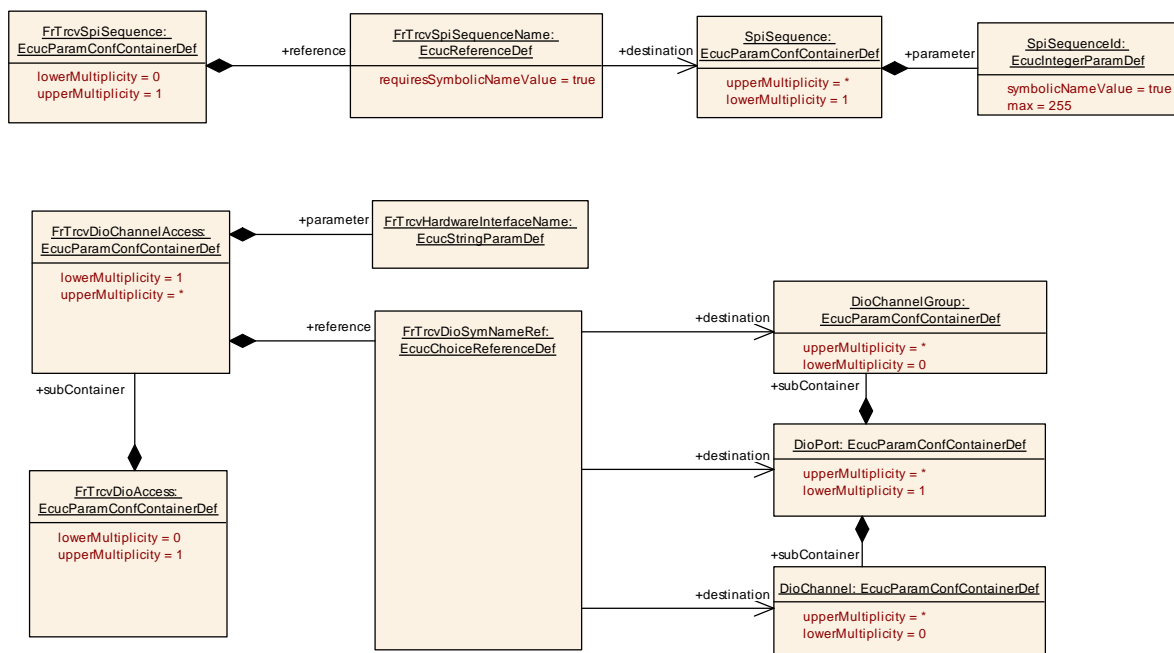 FrTrcvSpiSequence:
EcucParamConfContainerDef
lowerMultiplicity = 0
upperMultiplicity = 1
+reference
FrTrcvSpiSequenceName:
EcucReferenceDef
requiresSymbolicNameValue = true
+destination
SpiSequence:
EcucParamConfContainerDef
upperMultiplicity = *
lowerMultiplicity = 1
+parameter
SpiSequenceId:
EcucIntegerParamDef
symbolicNameValue = true
max = 255
FrTrcvDioChannelAccess:
EcucParamConfContainerDef
lowerMultiplicity = 1
upperMultiplicity = *
+parameter
FrTrcvHardwareInterfaceName:
EcucStringParamDef
+reference
FrTrcvDioSymNameRef:
EcucChoiceReferenceDef
+destination
DioChannelGroup:
EcucParamConfContainerDef
upperMultiplicity = *
lowerMultiplicity = 0
+subContainer
+subContainer
+destination
DioPort: EcucParamConfContainerDef
upperMultiplicity = *
lowerMultiplicity = 1
FrTrcvDioAccess:
EcucParamConfContainerDef
lowerMultiplicity = 0
upperMultiplicity = 1
+subContainer
+destination
DioChannel: EcucParamConfContainerDef
upperMultiplicity = *
lowerMultiplicity = 0